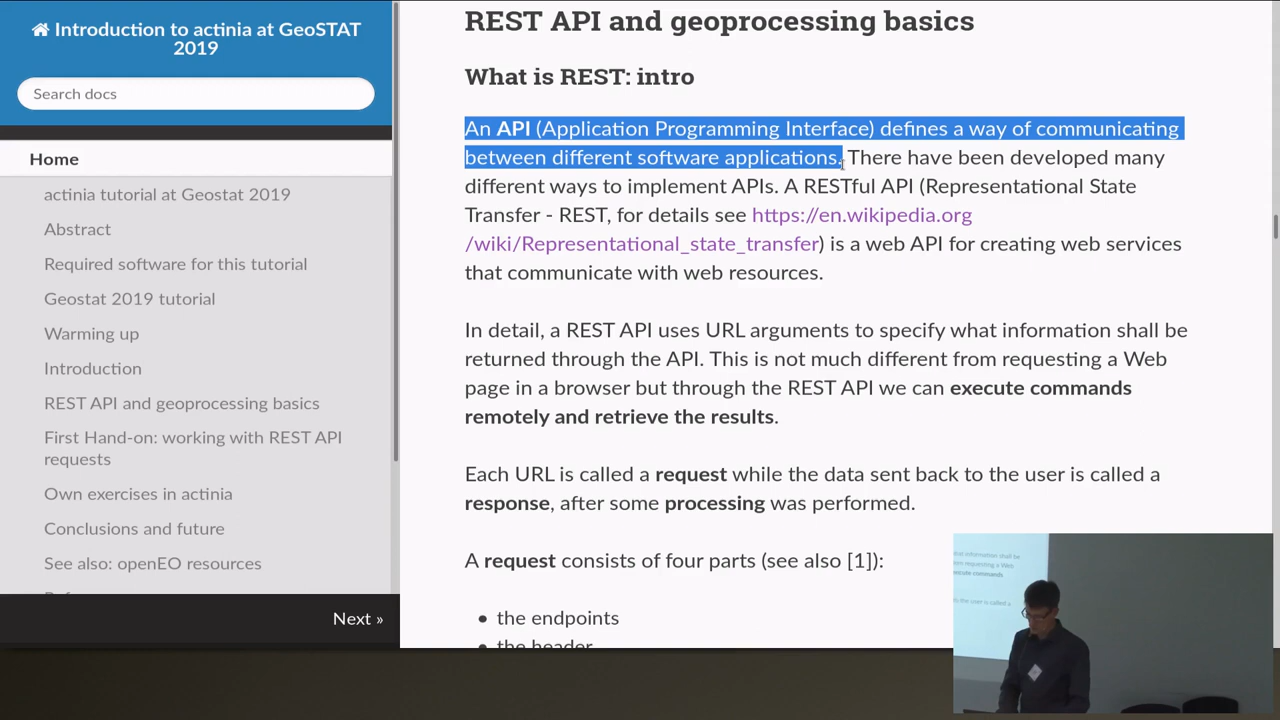 Introduction to actinia at GeoSTAT
2019
Search docs
Home
actinia tutorial at Geostat 2019
Abstract
Required software for this tutorial
Geostat 2019 tutorial
Warming up
Introduction
REST API and geoprocessing basics
First Hand-on: working with REST API
requests
Own exercises in actinia
Conclusions and future
See also: openEO resources
Next »
REST API and geoprocessing basics
What is REST: intro
An API (Application Programming Interface) defines a way of communicating
between different software applications. There have been developed many
different ways to implement APIs. A RESTful API (Representational State
Transfer - REST, for details see https://en.wikipedia.org
/wiki/Representational_state_transfer) is a web API for creating web services
that communicate with web resources.
In detail, a REST API uses URL arguments to specify what information shall be
returned through the API. This is not much different from requesting a Web
page in a browser but through the REST API we can execute commands
remotely and retrieve the results.
Each URL is called a request while the data sent back to the user is called a
response, after some processing was performed.
A request consists of four parts (see also [1]):
• the endpoints
• the header